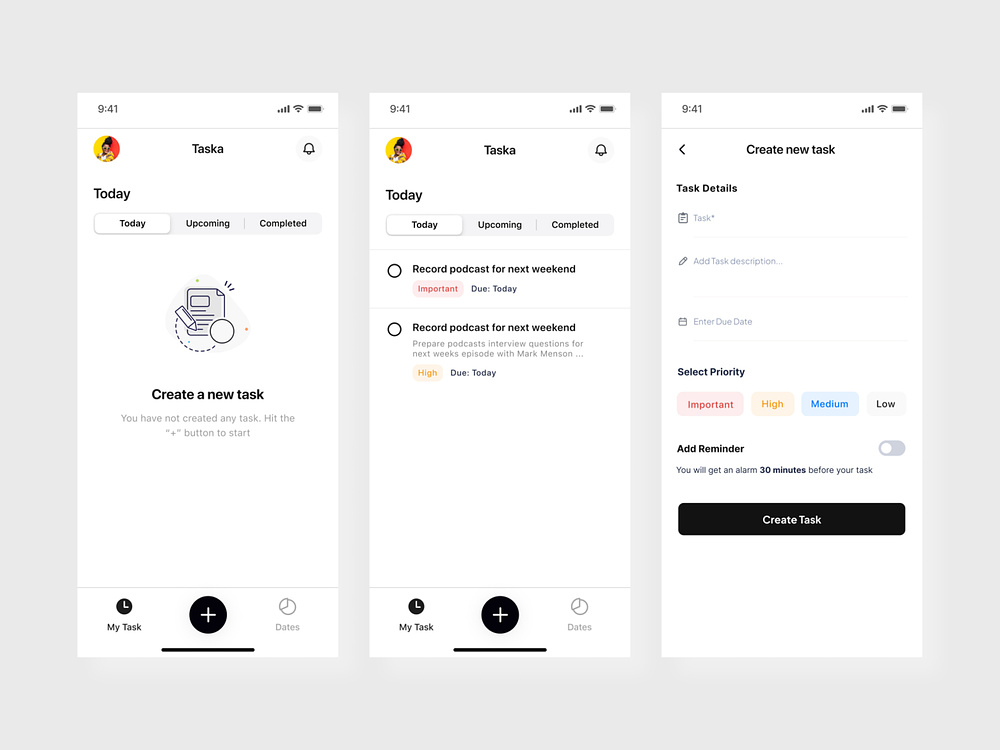 9:41
Taska
Today
Today Upcoming Completed
Create a new task
You have not created any task. Hit the
“+” button to start
My Task
Dates
9:41
Taska
Today
Today Upcoming Completed
Record podcast for next weekend
Important Due: Today
Record podcast for next weekend
Prepare podcasts interview questions for
next weeks episode with Mark Menson ...
High Due: Today
My Task
Dates
9:41
Create new task
Task Details
Task*
Add Task description...
Enter Due Date
Select Priority
Important High Medium Low
Add Reminder
You will get an alarm 30 minutes before your task
Create Task